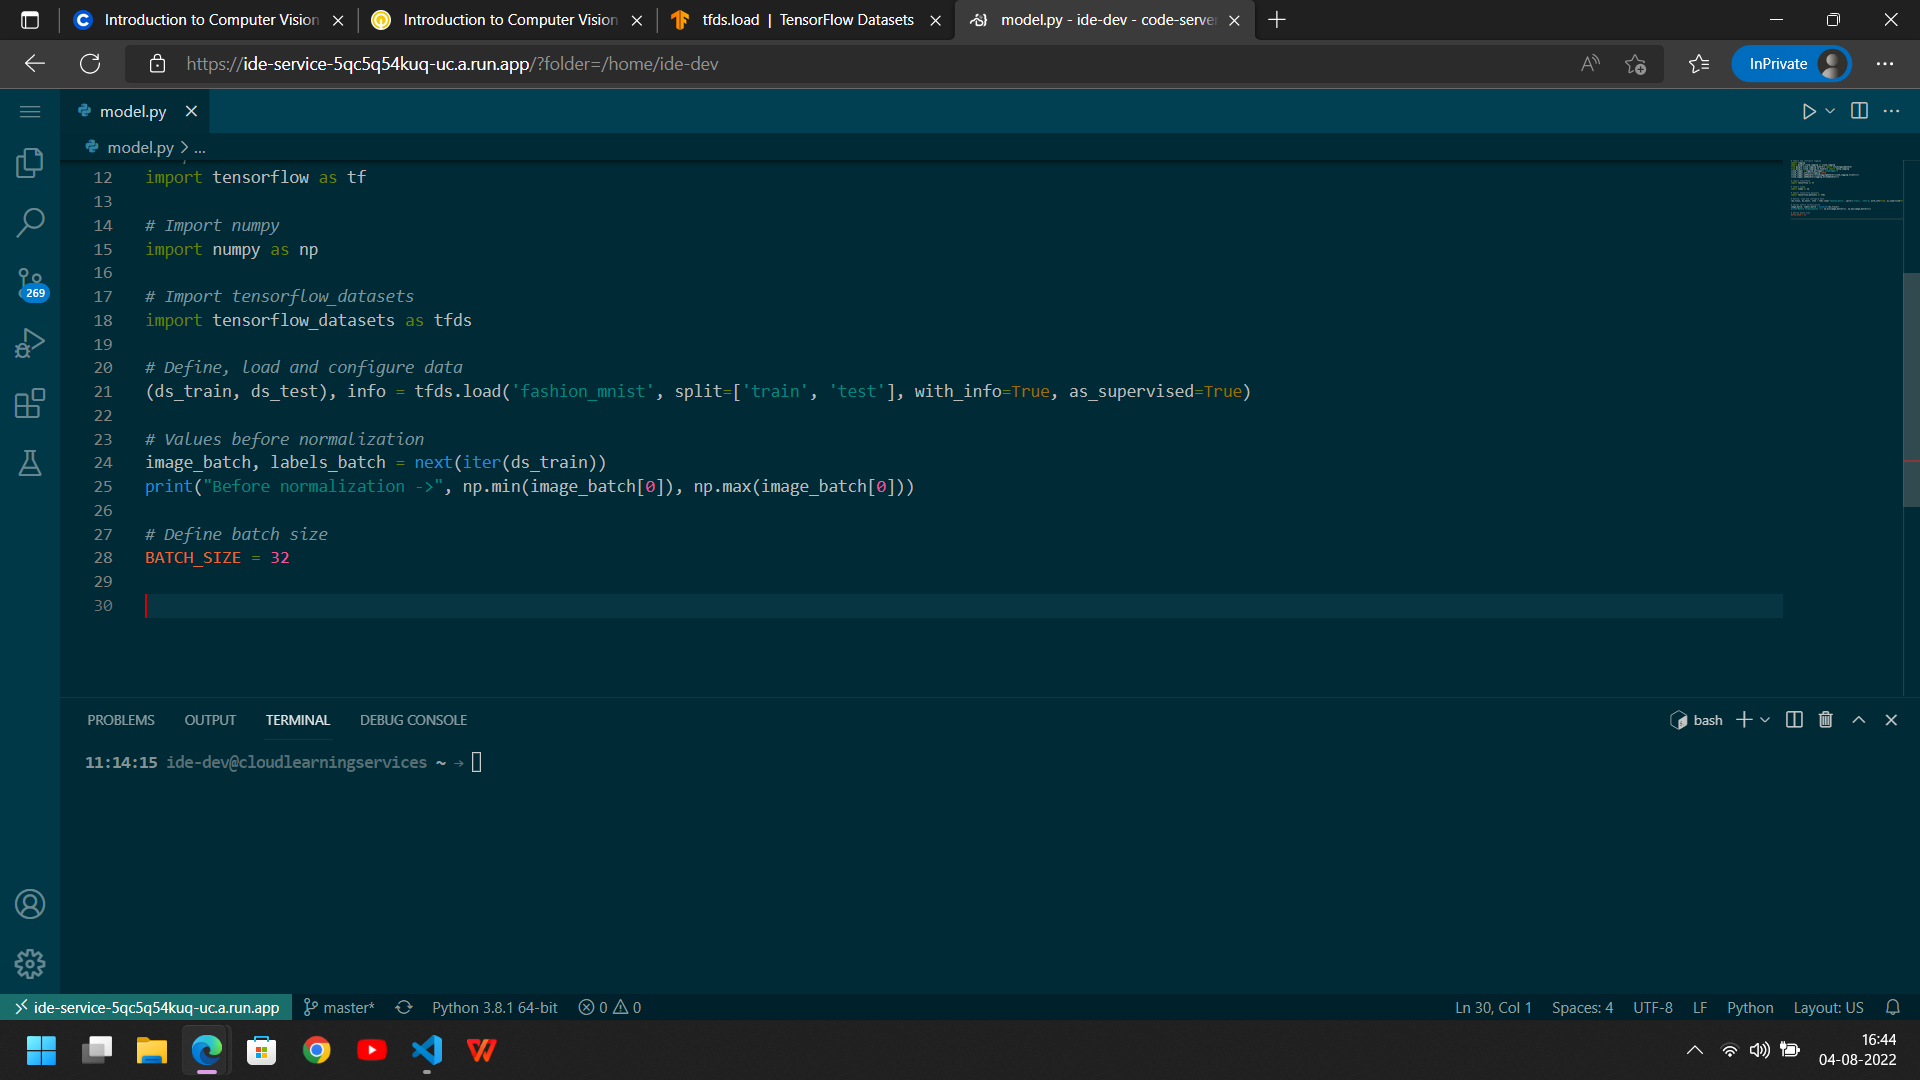 Introduction to Computer Vision
Introduction to Computer Vision
tfds.load | TensorFlow Datasets
model.py - ide-dev - code-server
https://ide-service-5qc5q54kuq-uc.a.run.app/?folder=/home/ide-dev
InPrivate
model.py
model.py > ...
12 import tensorflow as tf
13
14 # Import numpy
15 import numpy as np
16
17 # Import tensorflow_datasets
18 import tensorflow_datasets as tfds
19
20 # Define, load and configure data
21 (ds_train, ds_test), info = tfds.load('fashion_mnist', split=['train', 'test'], with_info=True, as_supervised=True)
22
23 # Values before normalization
24 image_batch, labels_batch = next(iter(ds_train))
25 print("Before normalization ->", np.min(image_batch[0]), np.max(image_batch[0]))
26
27 # Define batch size
28 BATCH_SIZE = 32
29
30
269
PROBLEMS OUTPUT TERMINAL DEBUG CONSOLE
bash
11:14:15 ide-dev@cloudlearningservices ~ →
ide-service-5qc5q54kuq-uc.a.run.app master* Python 3.8.1 64-bit 0 0
Ln 30, Col 1 Spaces: 4 UTF-8 LF Python Layout: US
16:44
04-08-2022